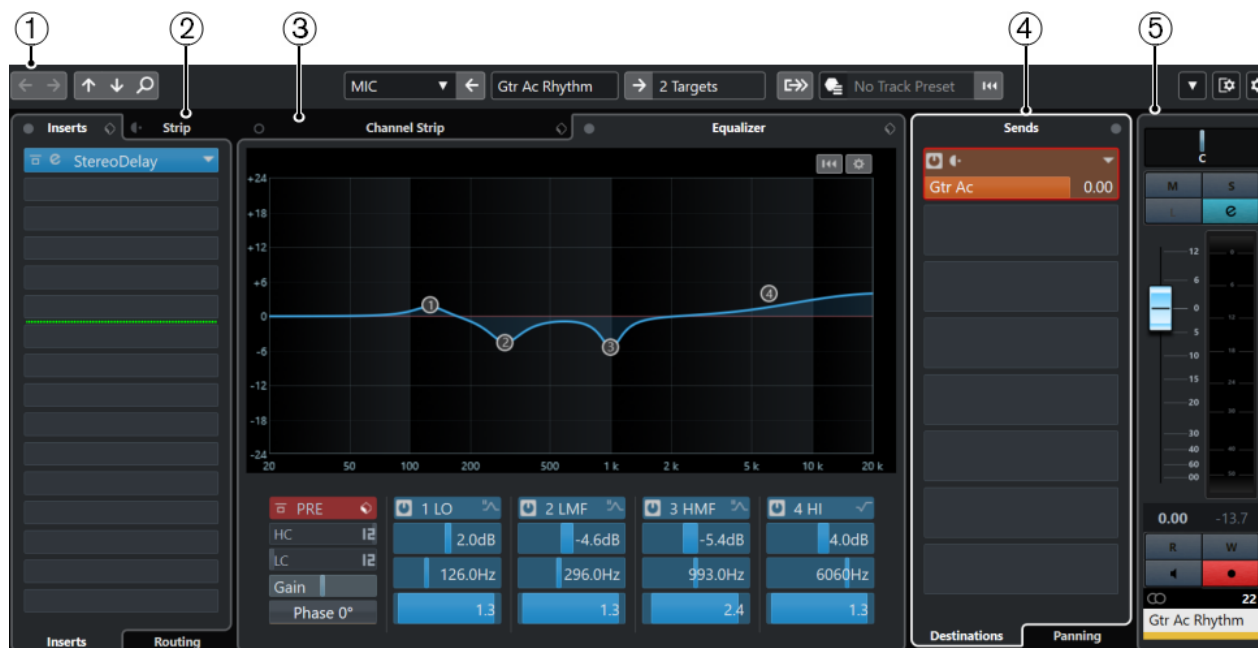 1 2 3 4 5
MIC Gtr Ac Rhythm 2 Targets No Track Preset
Inserts Strip
StereoDelay
Inserts Routing
Channel Strip Equalizer
+24
+18
+12
+6
0
-6
-12
-18
-24
1 2 3 4
20 50 100 200 500 1 k 2 k 5 k 10 k 20 k
PRE 1 LO 2 LMF 3 HMF 4 HI
HC 12 2.0dB -4.6dB -5.4dB 4.0dB
LC 12 126.0Hz 296.0Hz 993.0Hz 6060Hz
Gain
Phase 0° 1.3 1.3 2.4 1.3
Sends
Gtr Ac 0.00
Destinations Panning
C
M S
L e
12
6
0
5
10
15
20
30
40
60
00
0.00 -13.7
R W
22
Gtr Ac Rhythm